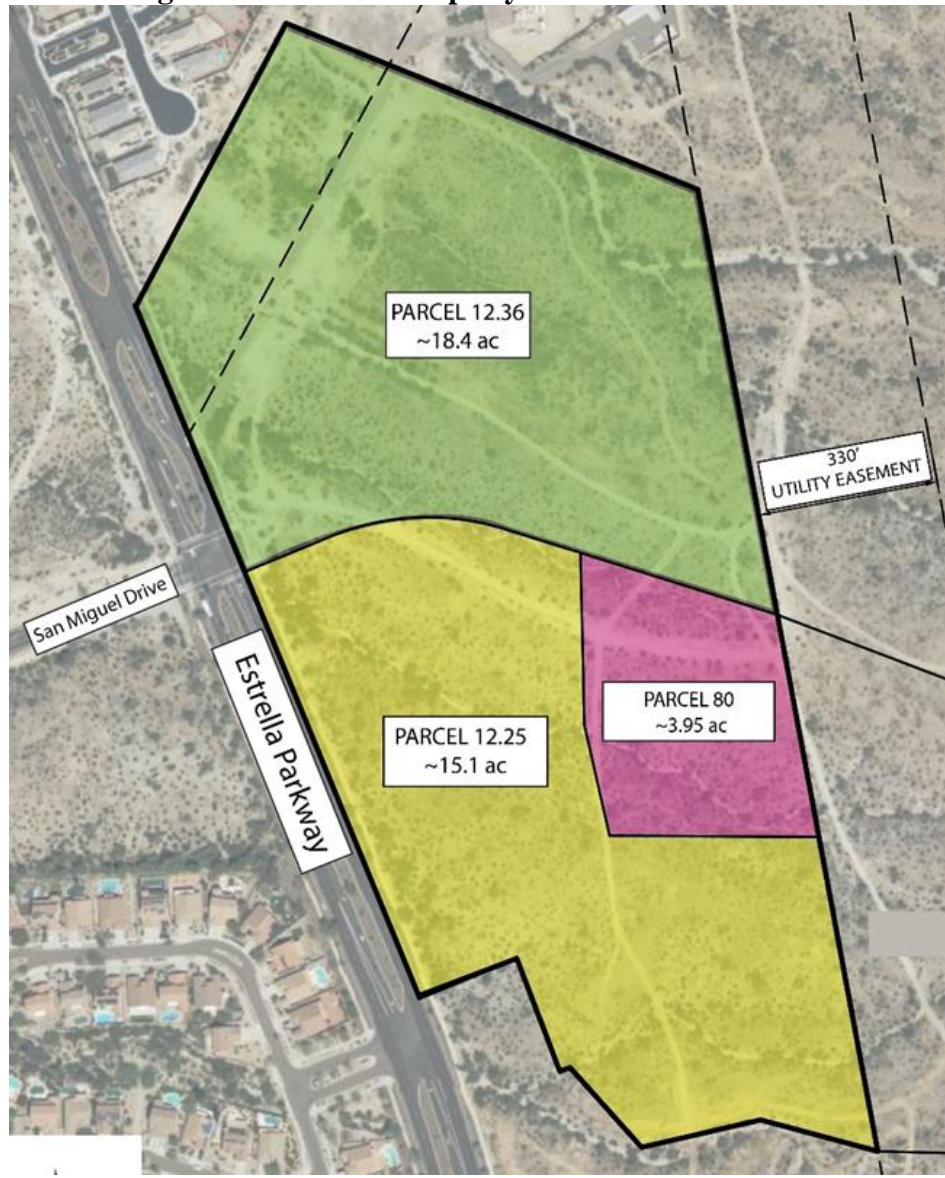 PARCEL 12.36
~18.4 ac
330'
UTILITY EASEMENT
San Miguel Drive
Estrella Parkway
PARCEL 80
~3.95 ac
PARCEL 12.25
~15.1 ac